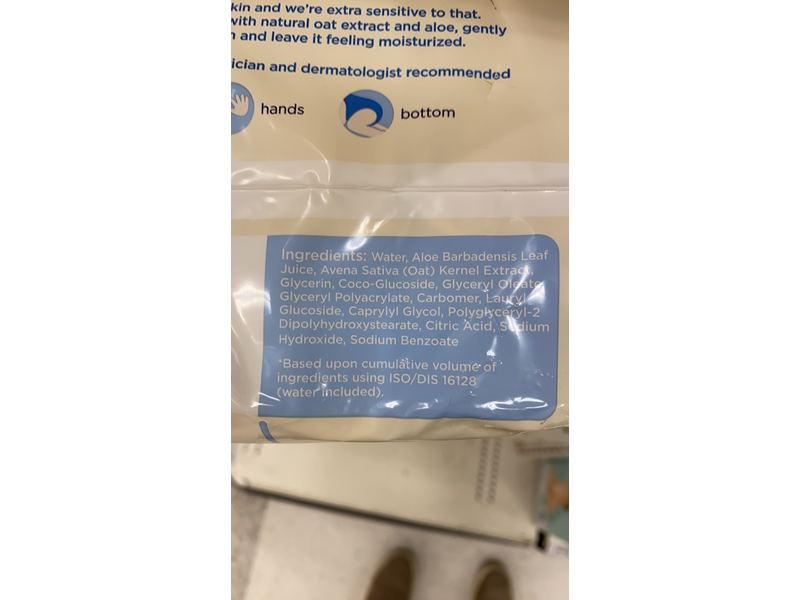 kin and we're extra sensitive to that.
with natural oat extract and aloe, gently
and leave it feeling moisturized.
ician and dermatologist recommended
hands
bottom
Ingredients: Water, Aloe Barbadensis Leaf
Juice, Avena Sativa (Oat) Kernel Extract,
Glycerin, Coco-Glucoside, Glyceryl Oleate,
Glyceryl Polyacrylate, Carbomer, Lauryl
Glucoside, Caprylyl Glycol, Polyglyceryl-2
Dipolyhydroxystearate, Citric Acid, Sodium
Hydroxide, Sodium Benzoate
*Based upon cumulative volume of
ingredients using ISO/DIS 16128
(water included).